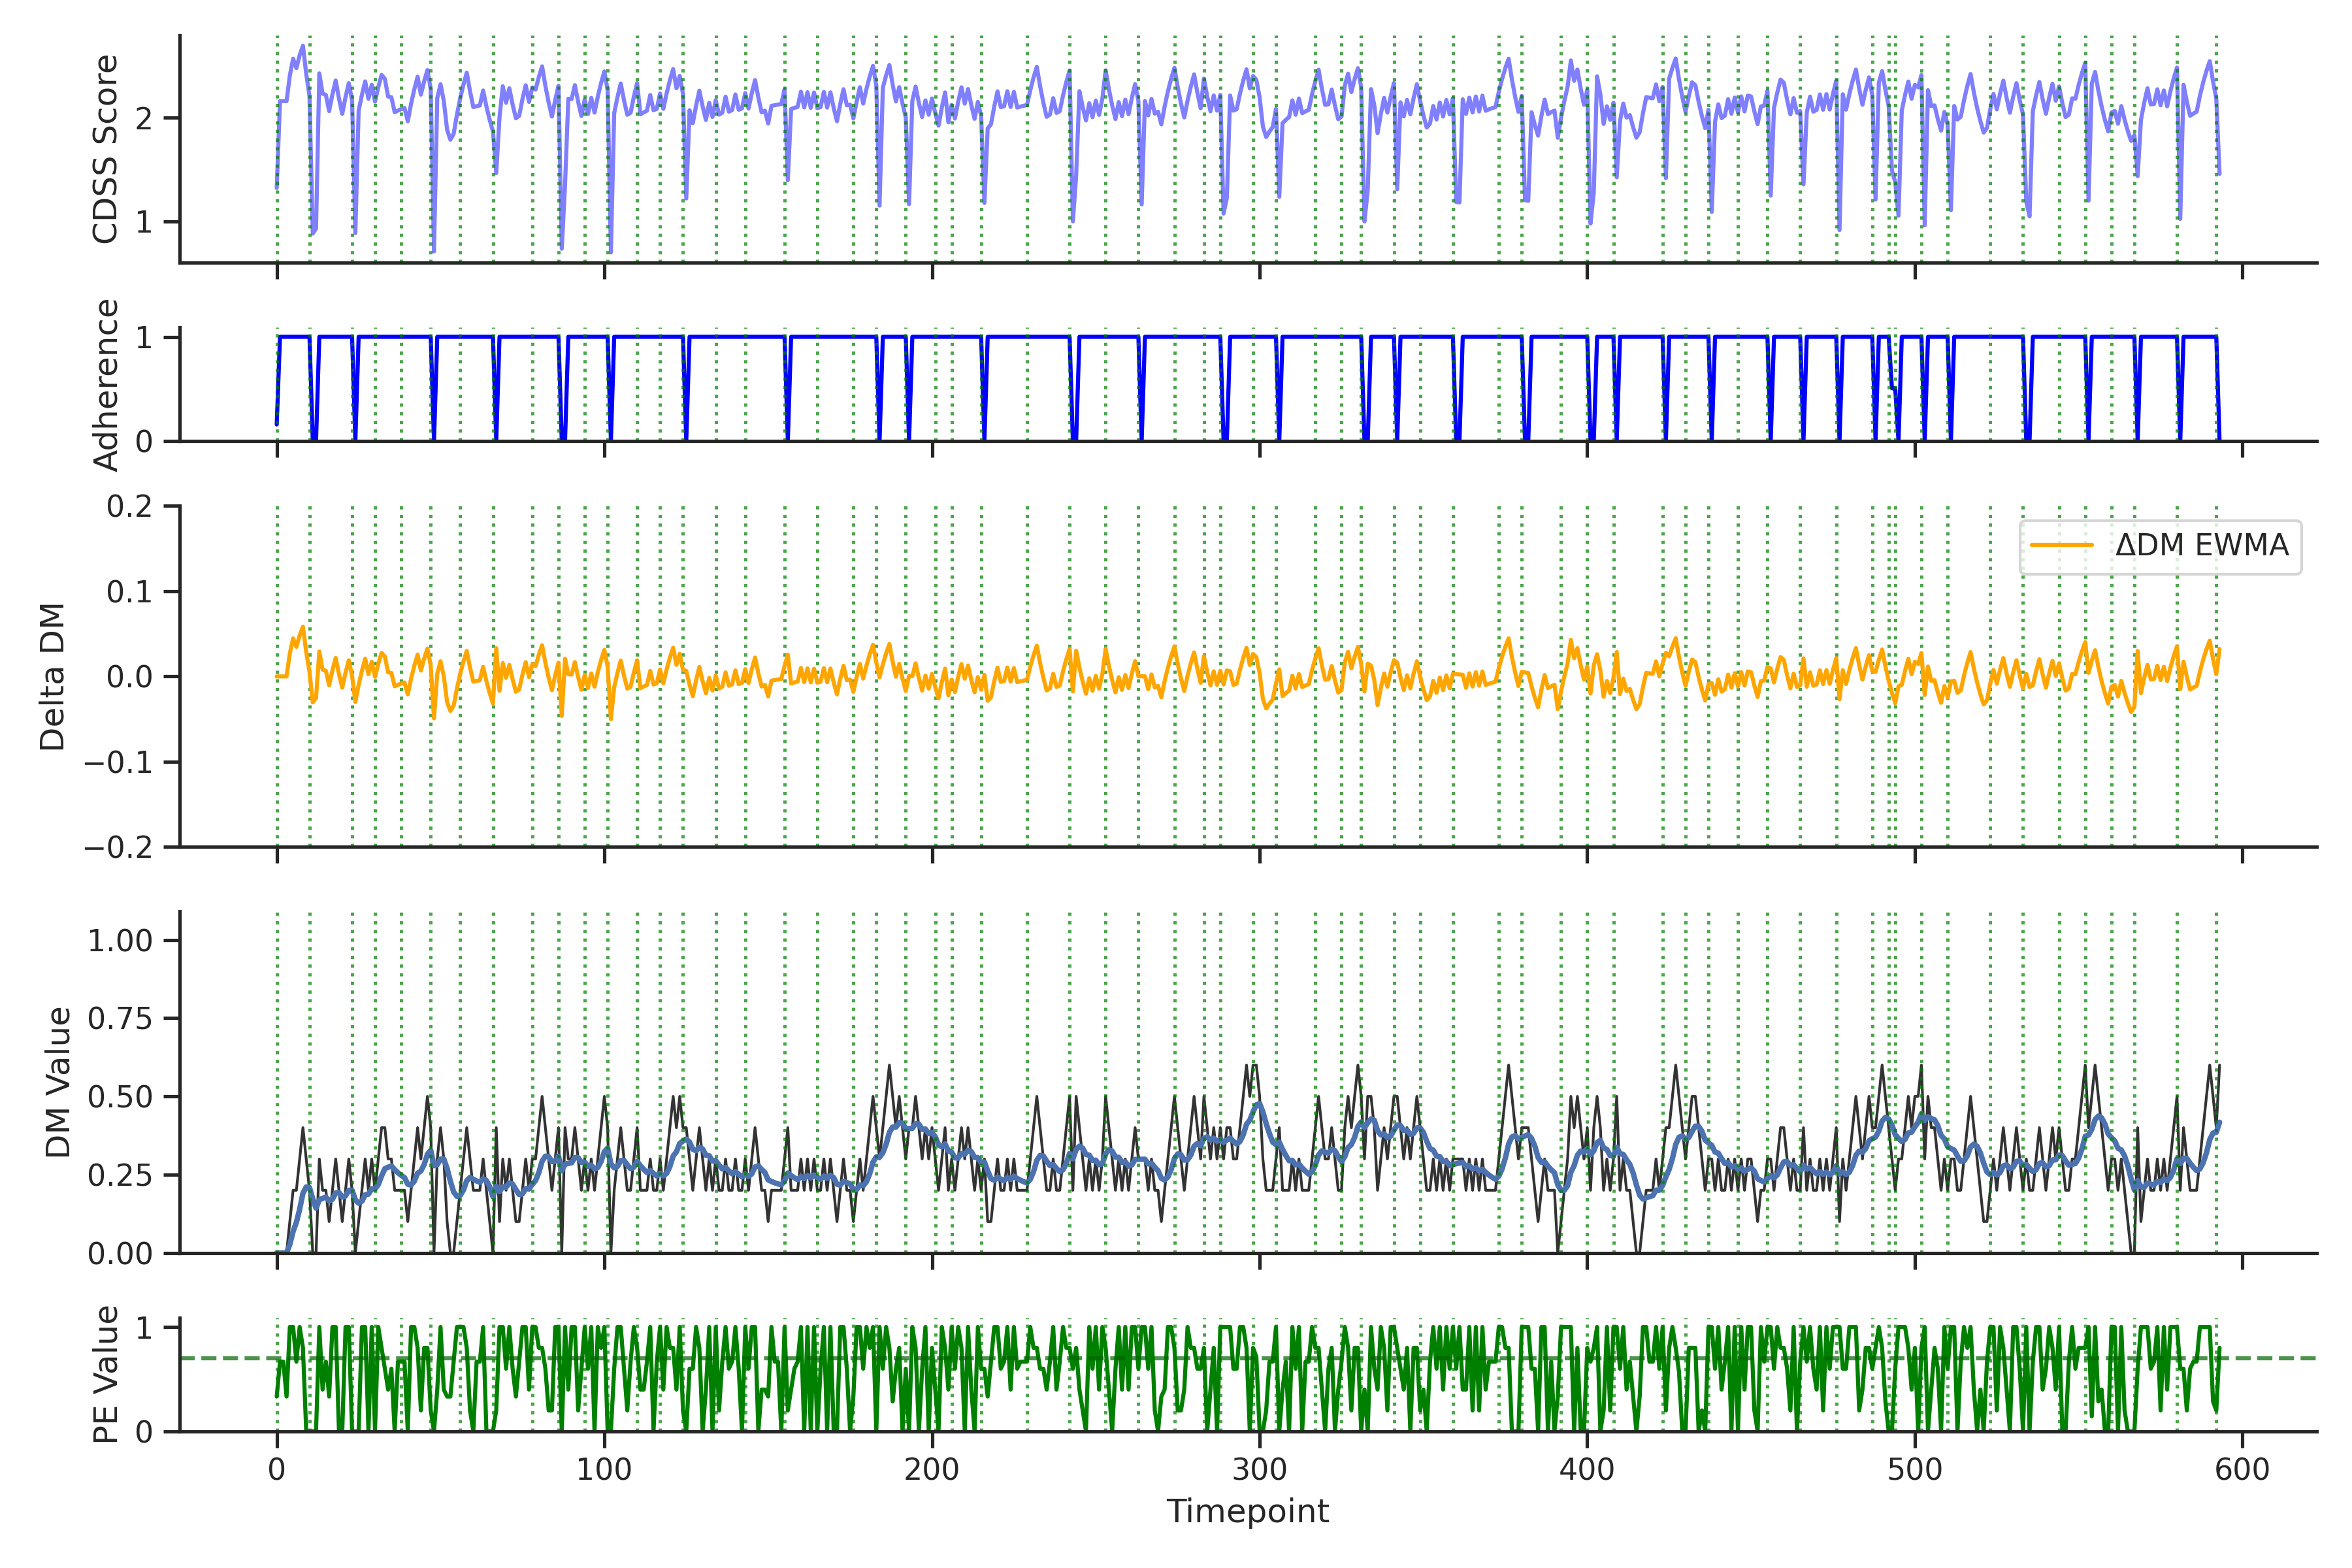 CDSS Score
2
1
Adherence
1
0
Delta DM
0.2
0.1
0.0
−0.1
−0.2
ΔDM EWMA
DM Value
1.00
0.75
0.50
0.25
0.00
PE Value
1
0
0 100 200 300 400 500 600
Timepoint